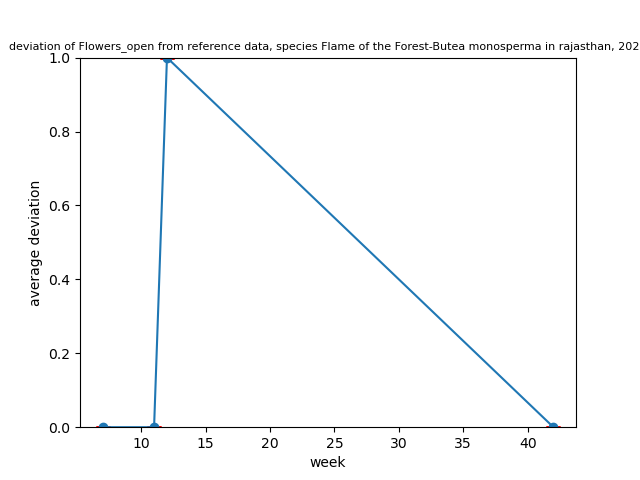 deviation of Flowers_open from reference data, species Flame of the Forest-Butea monosperma in rajasthan, 202
1.0
0.8
0.6
0.4
0.2
0.0
average deviation
10 15 20 25 30 35 40
week